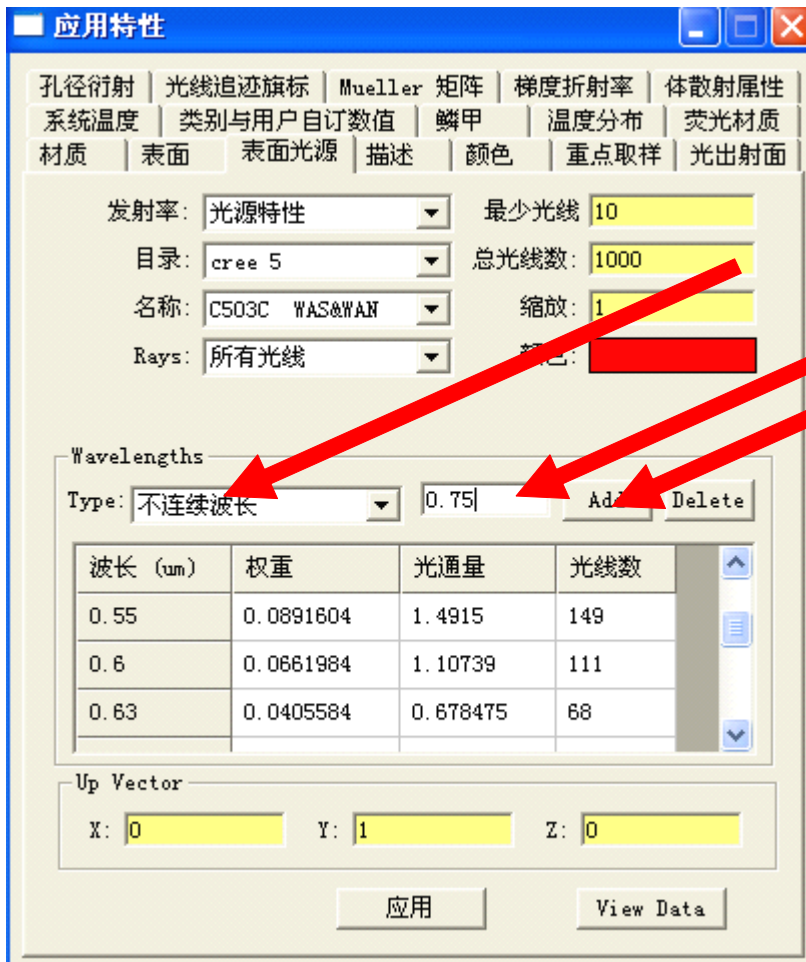 应用特性
孔径衍射 光线追迹旗标 Mueller 矩阵 梯度折射率 体散射属性
系统温度 类别与用户自订数值 鳞甲 温度分布 荧光材质
材质 表面 表面光源 描述 颜色 重点取样 光出射面
发射率: 光源特性 最少光线 10
目录: cree 5 总光线数: 1000
名称: C503C WAS&WAN 缩放: 1
Rays: 所有光线 颜色:
Wavelengths
Type: 不连续波长 0.75 Add Delete
波长 (um) 权重 光通量 光线数
0.55 0.0891604 1.4915 149
0.6 0.0661984 1.10739 111
0.63 0.0405584 0.678475 68
Up Vector
X: 0 Y: 1 Z: 0
应用 View Data